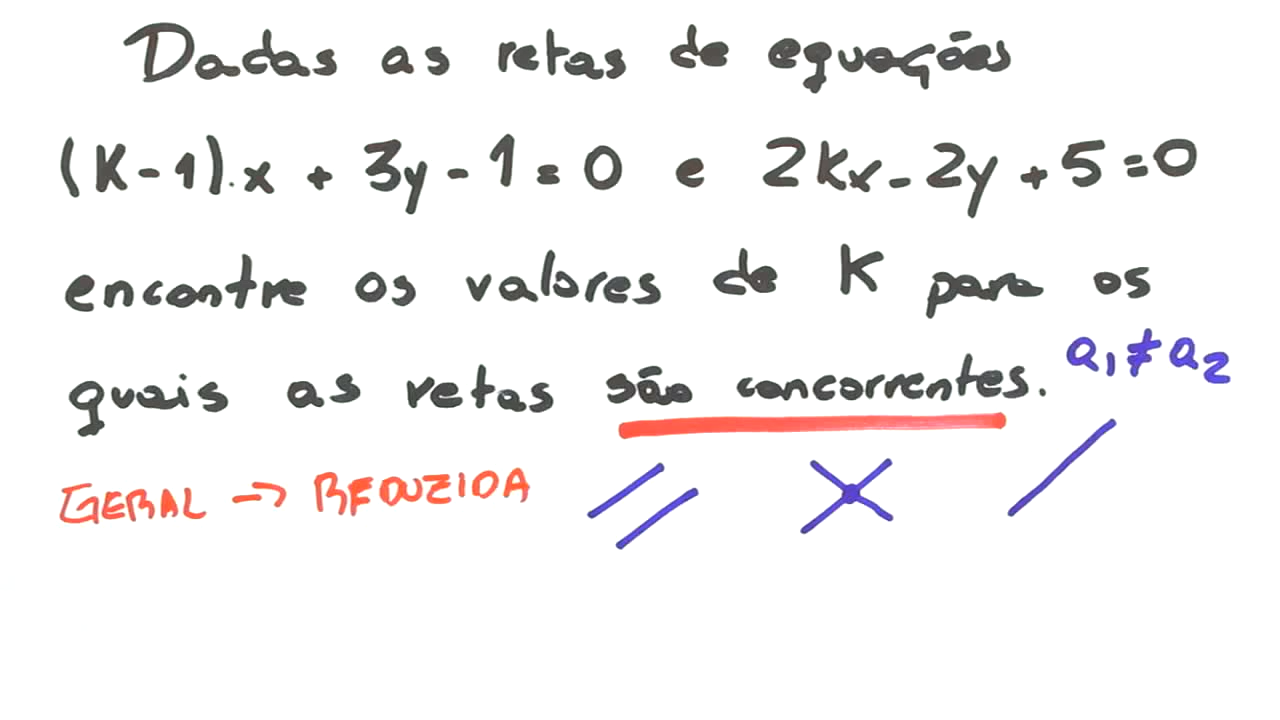 Dadas as retas de equações
(K-1).x + 3y - 1 = 0 e 2kx - 2y + 5 = 0
encontre os valores de K para os
quais as retas são concorrentes. a₁ ≠ a₂
GERAL -> REDUZIDA